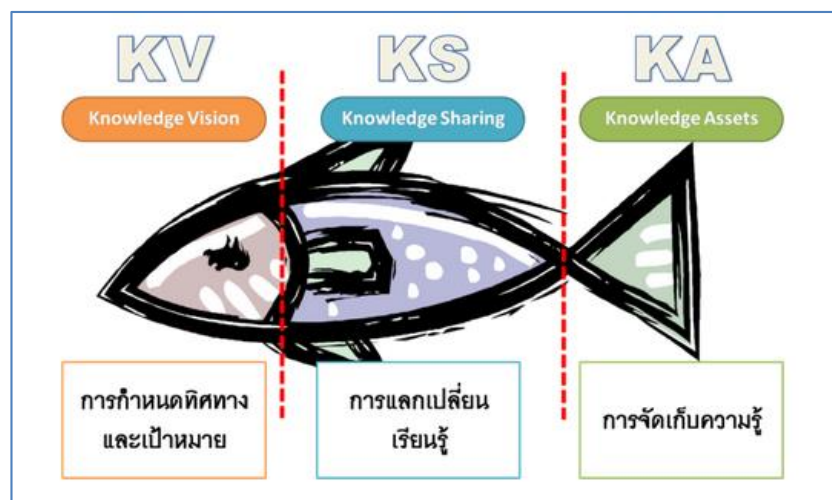 KV
KS
KA
Knowledge Vision
Knowledge Sharing
Knowledge Assets
การกำหนดทิศทาง
และเป้าหมาย
การแลกเปลี่ยน
เรียนรู้
การจัดเก็บความรู้